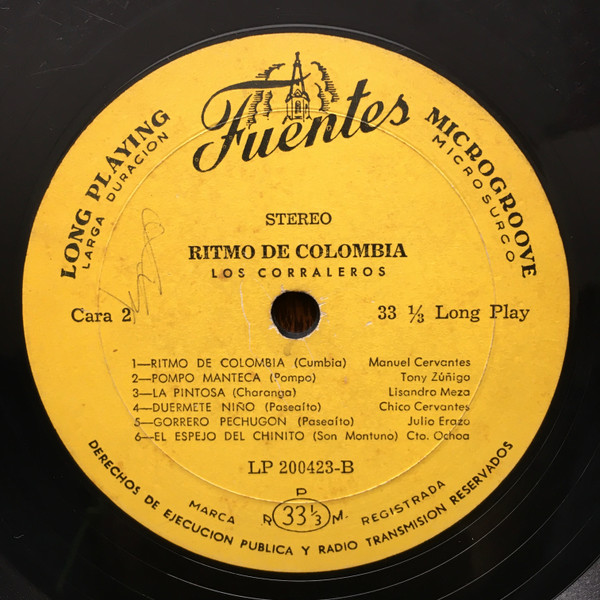 Fuentes
LONG PLAYING
LARGA DURACION
MICROGROOVE
MICROSURCO
STEREO
RITMO DE COLOMBIA
LOS CORRALEROS
Cara 2
33 ⅓ Long Play
1—RITMO DE COLOMBIA (Cumbia) Manuel Cervantes
2—POMPO MANTECA (Pompo) Tony Zúñiga
3—LA PINTOSA (Charanga) Lisandro Meza
4—DUERMETE NIÑO (Paseaíto) Chico Cervantes
5—GORRERO PECHUGON (Paseaíto) Julio Erazo
6—EL ESPEJO DEL CHINITO (Son Montuno) Cto. Ochoa
LP 200423-B
MARCA R.P.M. 33⅓ REGISTRADA
DERECHOS DE EJECUCION PUBLICA Y RADIO TRANSMISION RESERVADOS